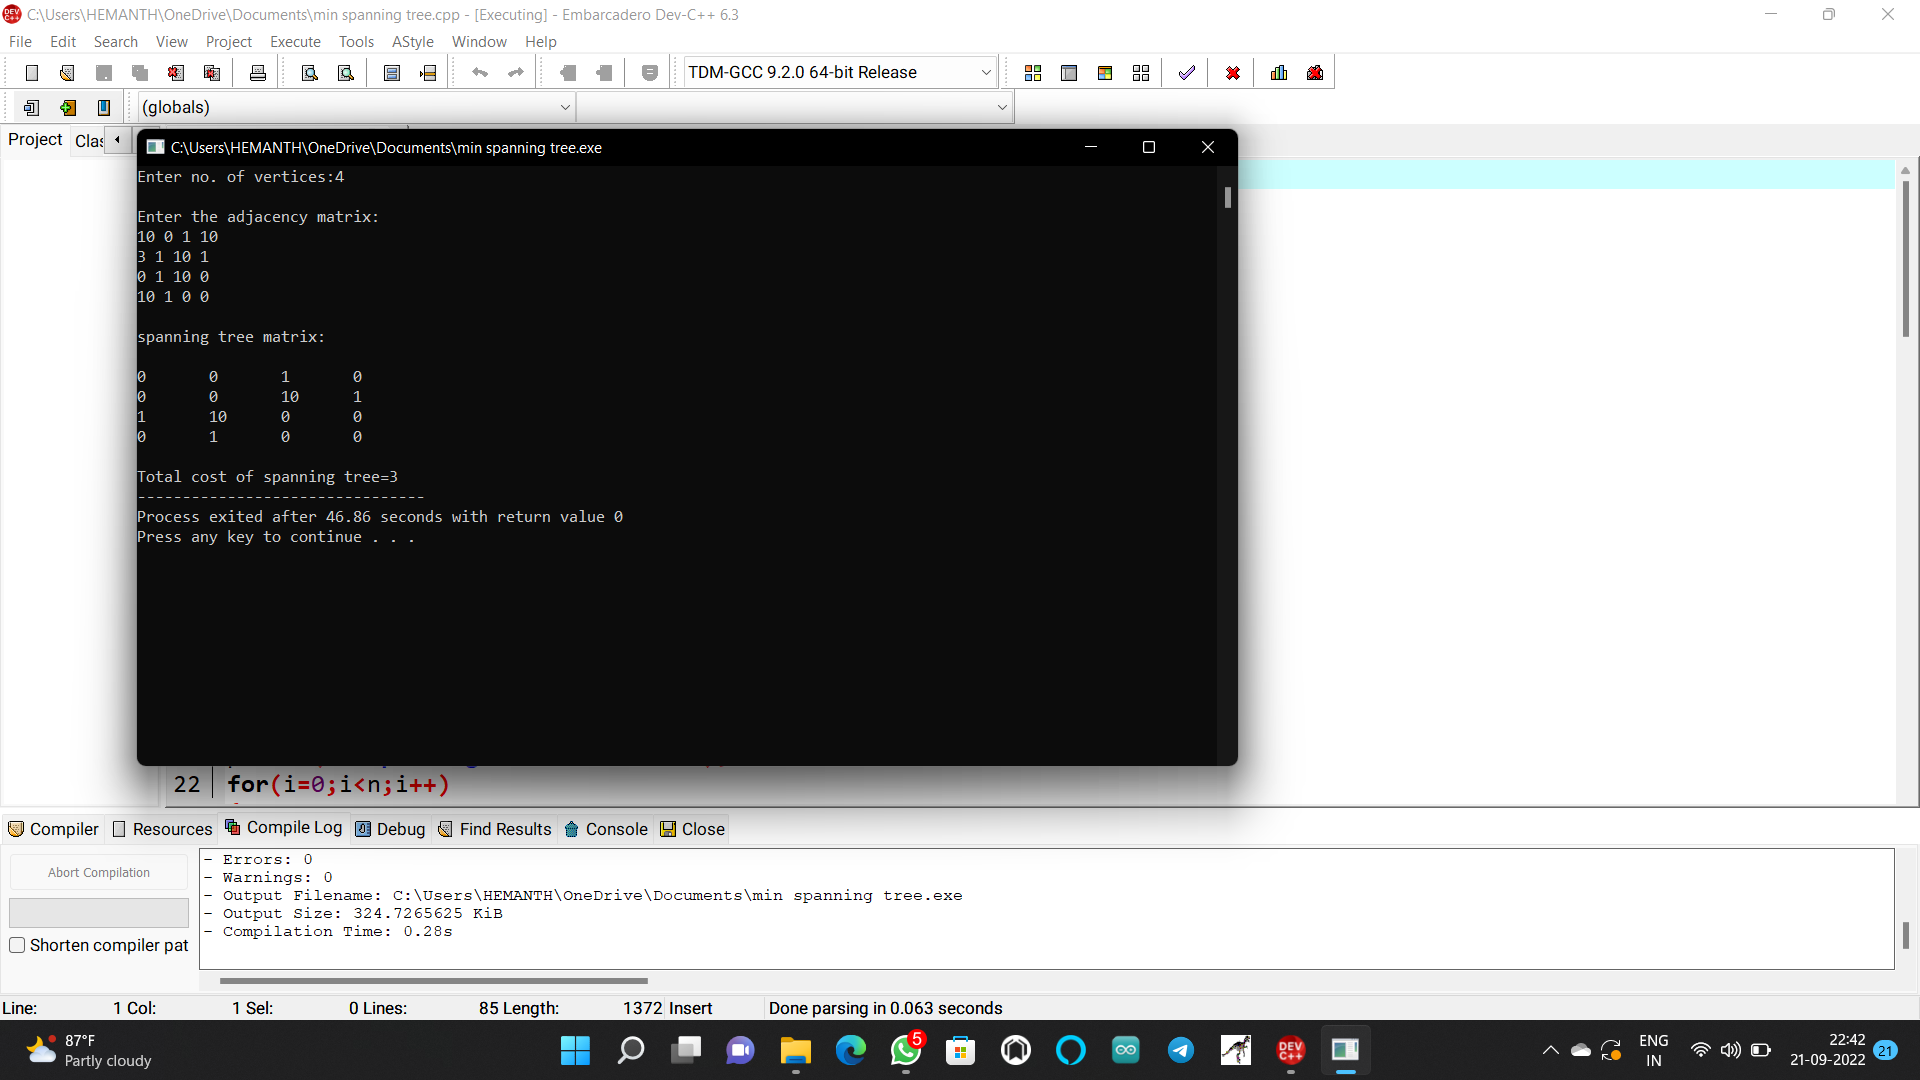 C:\Users\HEMANTH\OneDrive\Documents\min spanning tree.cpp - [Executing] - Embarcadero Dev-C++ 6.3
File Edit Search View Project Execute Tools AStyle Window Help
TDM-GCC 9.2.0 64-bit Release
(globals)
Project Clas
C:\Users\HEMANTH\OneDrive\Documents\min spanning tree.exe
Enter no. of vertices:4
Enter the adjacency matrix:
10 0 1 10
3 1 10 1
0 1 10 0
10 1 0 0
spanning tree matrix:
0 0 1 0
0 0 10 1
1 10 0 0
0 1 0 0
Total cost of spanning tree=3
--------------------------------
Process exited after 46.86 seconds with return value 0
Press any key to continue . . .
22 for(i=0;i<n;i++)
Compiler Resources Compile Log Debug Find Results Console Close
Abort Compilation
Shorten compiler pat
- Errors: 0
- Warnings: 0
- Output Filename: C:\Users\HEMANTH\OneDrive\Documents\min spanning tree.exe
- Output Size: 324.7265625 KiB
- Compilation Time: 0.28s
Line: 1 Col: 1 Sel: 0 Lines: 85 Length: 1372 Insert Done parsing in 0.063 seconds
87°F
Partly cloudy
5
DEV C++
ENG
IN
22:42
21-09-2022
21